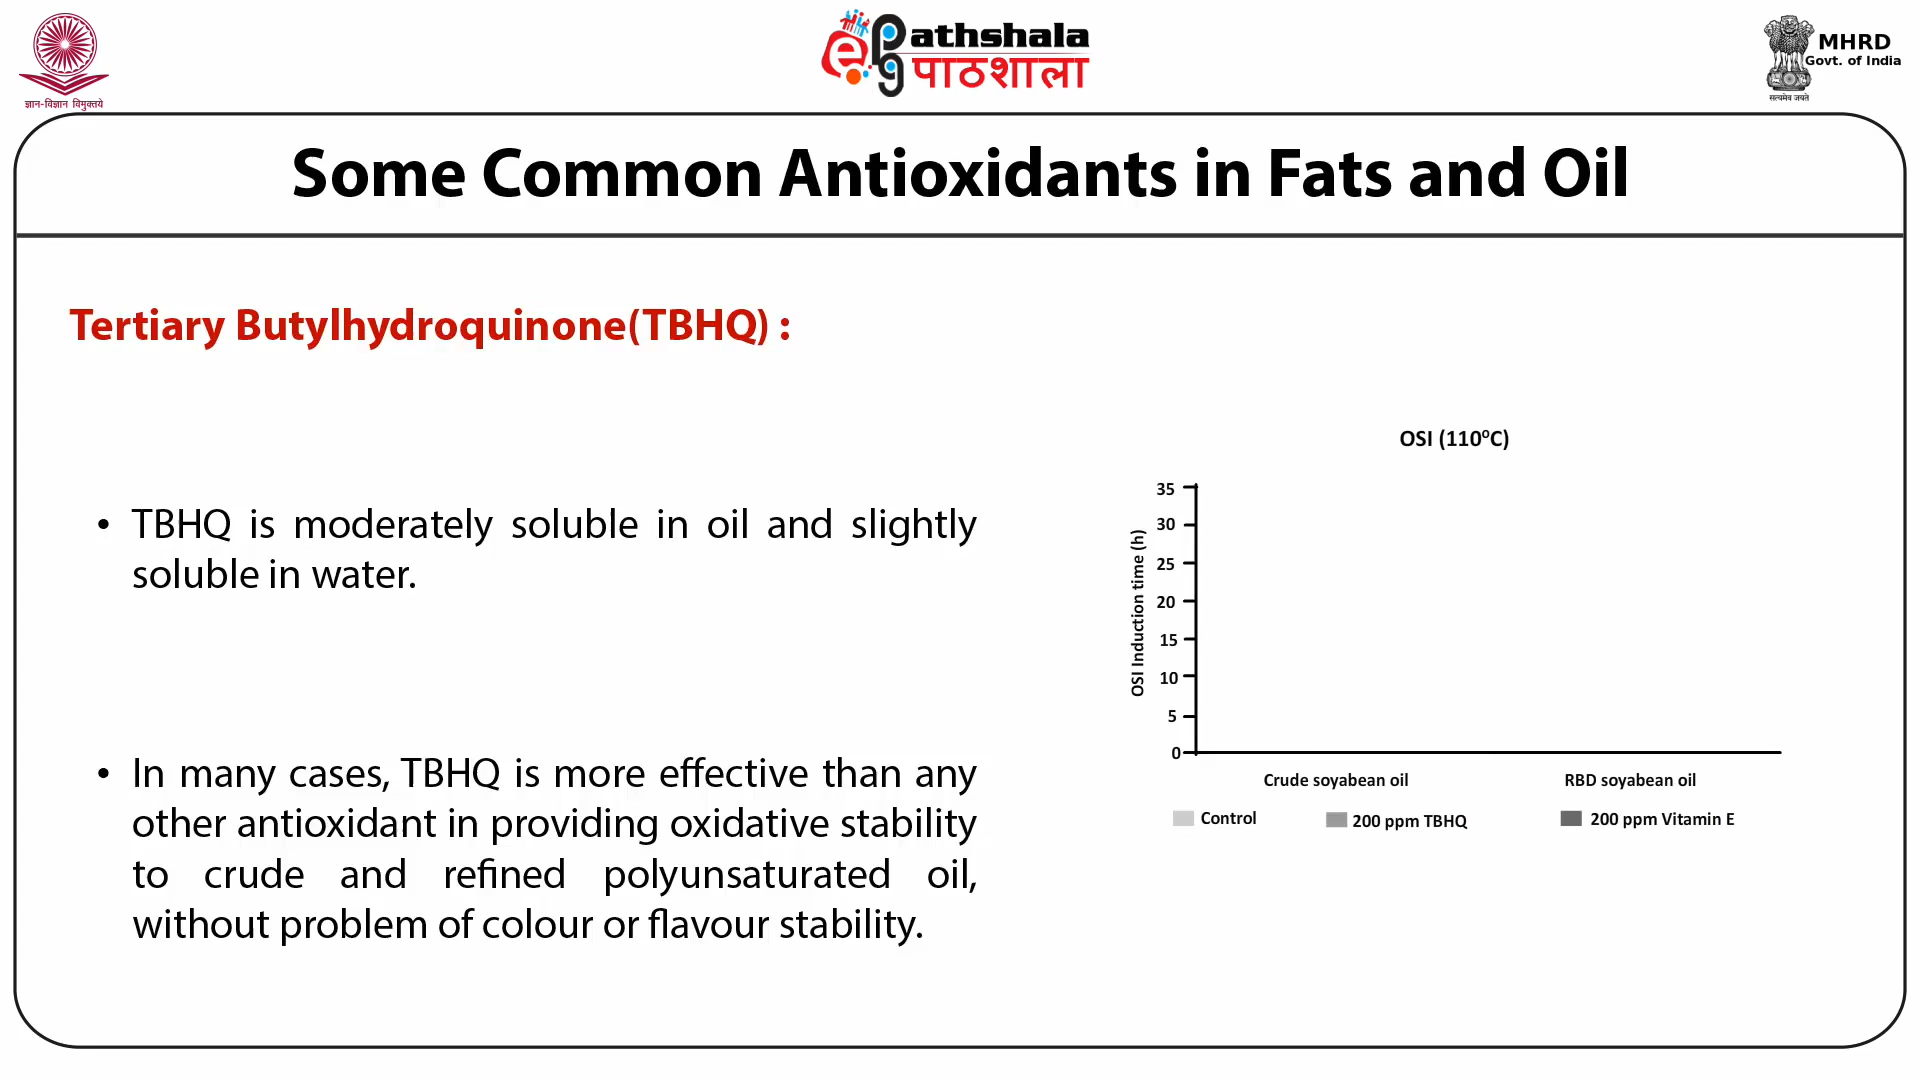 ज्ञान-विज्ञान विमुक्तये
ePathshala
पाठशाला
MHRD
Govt. of India
सत्यमेव जयते
Some Common Antioxidants in Fats and Oil
Tertiary Butylhydroquinone(TBHQ) :
• TBHQ is moderately soluble in oil and slightly
soluble in water.
• In many cases, TBHQ is more effective than any
other antioxidant in providing oxidative stability
to crude and refined polyunsaturated oil,
without problem of colour or flavour stability.
OSI (110⁰C)
OSI Induction time (h)
35
30
25
20
15
10
5
0
Crude soyabean oil RBD soyabean oil
Control 200 ppm TBHQ 200 ppm Vitamin E